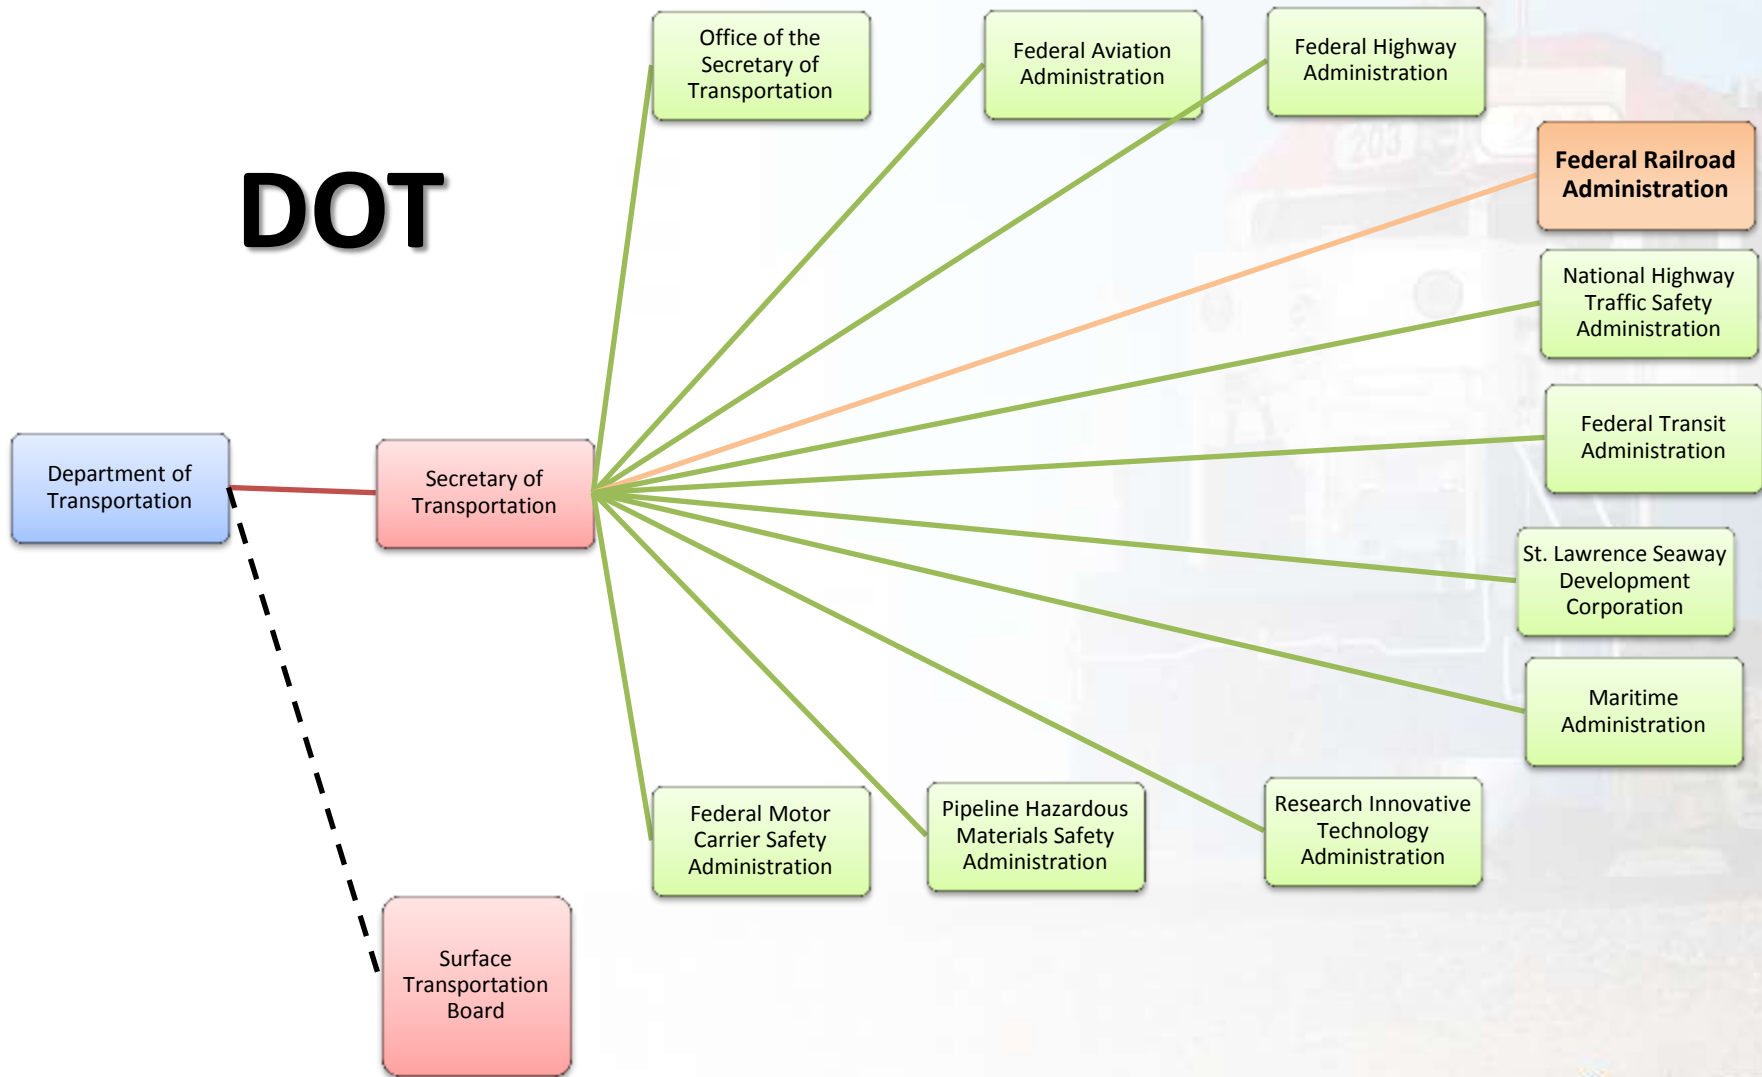 Office of the
Secretary of
Transportation
Federal Aviation
Administration
Federal Highway
Administration
DOT
203
Federal Railroad
Administration
National Highway
Traffic Safety
Administration
Federal Transit
Administration
Department of
Transportation
Secretary of
Transportation
St. Lawrence Seaway
Development
Corporation
Maritime
Administration
Federal Motor
Carrier Safety
Administration
Pipeline Hazardous
Materials Safety
Administration
Research Innovative
Technology
Administration
Surface
Transportation
Board